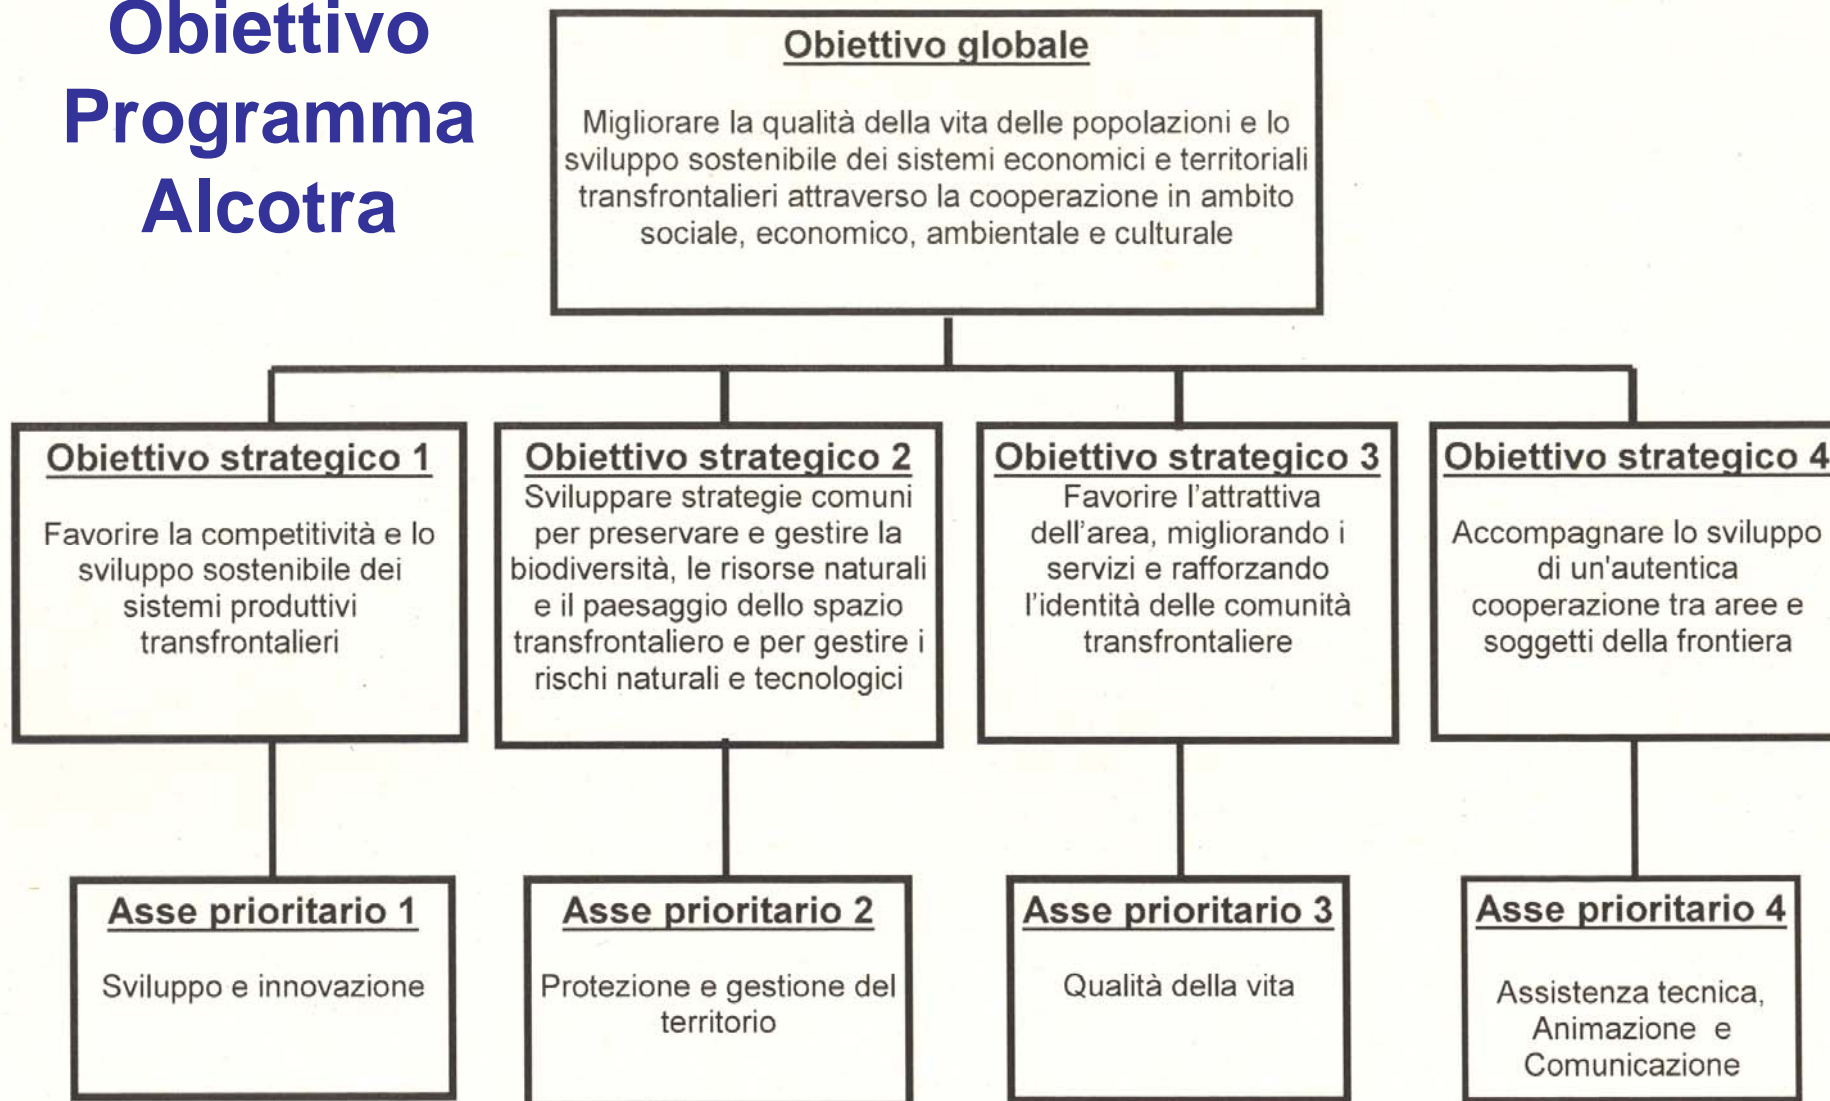 Obiettivo
Programma
Alcotra
Obiettivo globale
Migliorare la qualità della vita delle popolazioni e lo
sviluppo sostenibile dei sistemi economici e territoriali
transfrontalieri attraverso la cooperazione in ambito
sociale, economico, ambientale e culturale
Obiettivo strategico 1
Favorire la competitività e lo
sviluppo sostenibile dei
sistemi produttivi
transfrontalieri
Obiettivo strategico 2
Sviluppare strategie comuni
per preservare e gestire la
biodiversità, le risorse naturali
e il paesaggio dello spazio
transfrontaliero e per gestire i
rischi naturali e tecnologici
Obiettivo strategico 3
Favorire l’attrattiva
dell’area, migliorando i
servizi e rafforzando
l’identità delle comunità
transfrontaliere
Obiettivo strategico 4
Accompagnare lo sviluppo
di un'autentica
cooperazione tra aree e
soggetti della frontiera
Asse prioritario 1
Sviluppo e innovazione
Asse prioritario 2
Protezione e gestione del
territorio
Asse prioritario 3
Qualità della vita
Asse prioritario 4
Assistenza tecnica,
Animazione e
Comunicazione